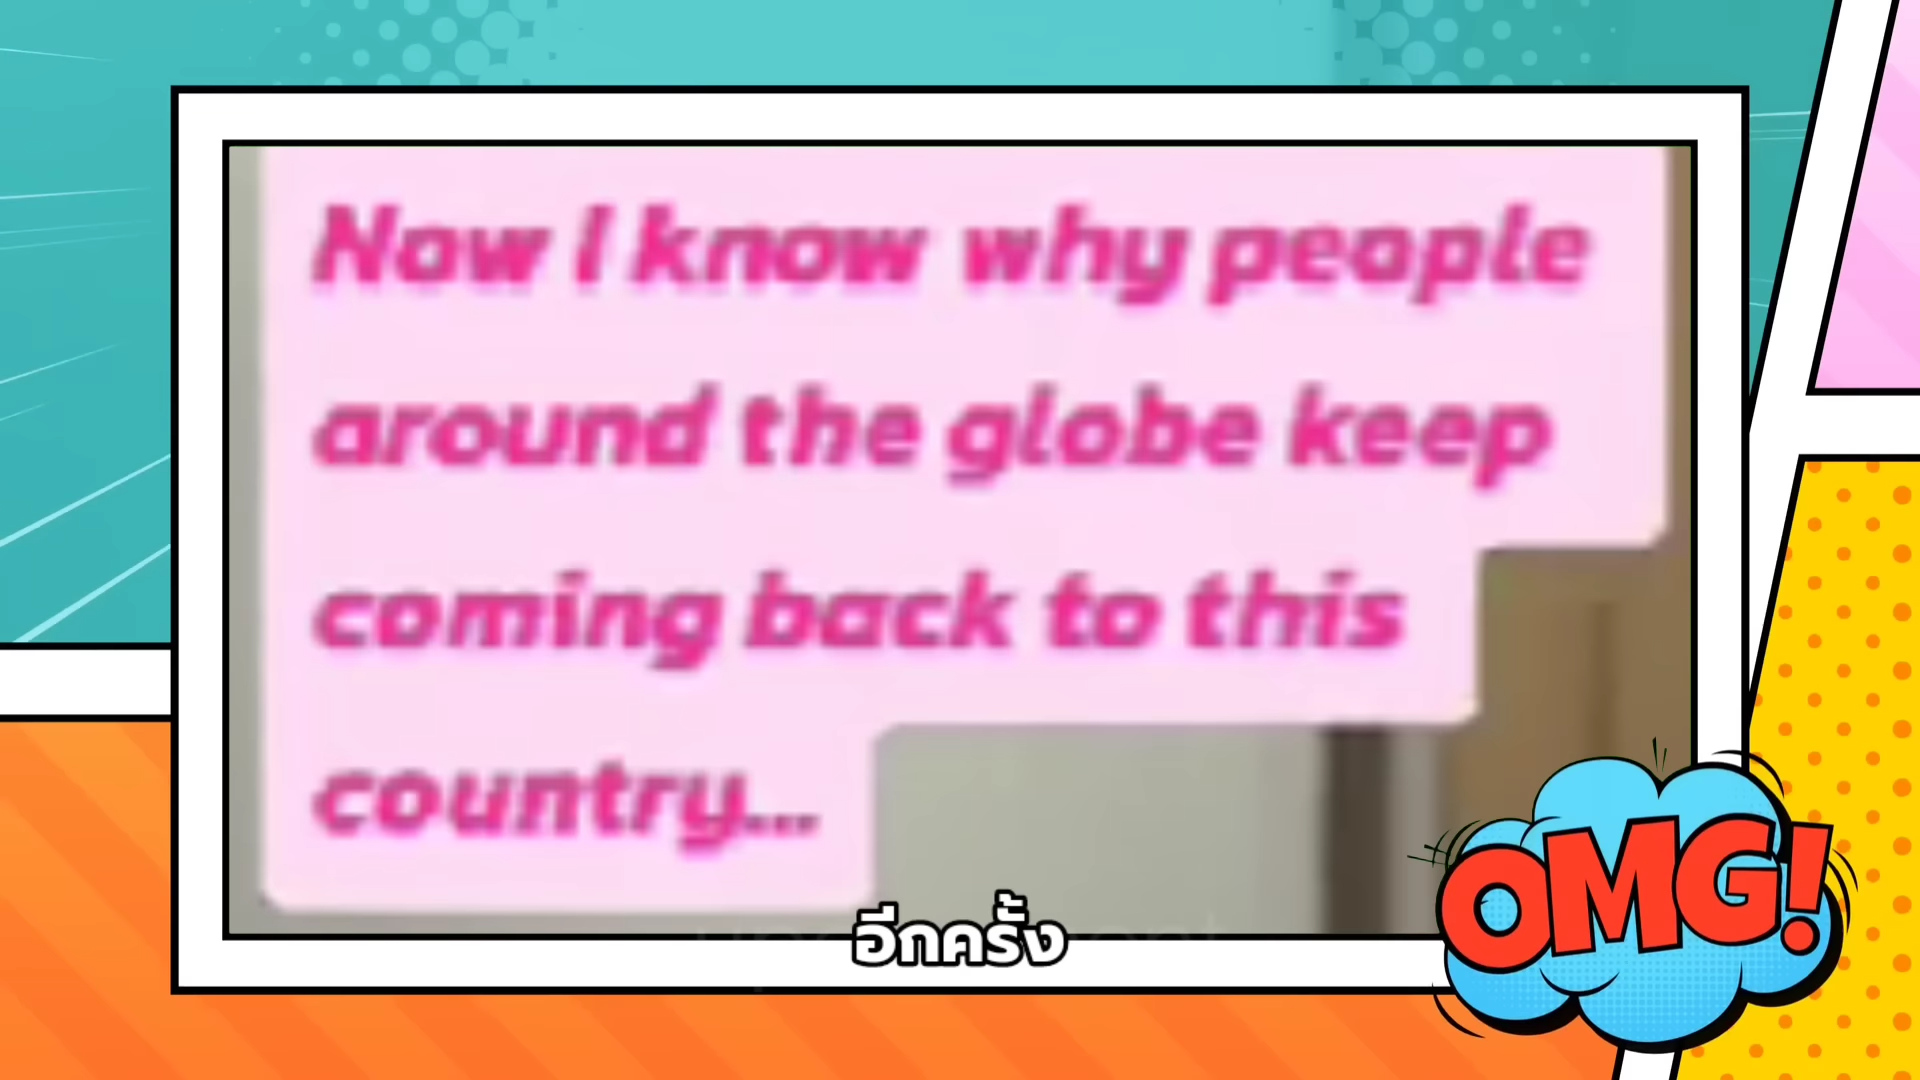 Now I know why people
around the globe keep
coming back to this
country...
อีกครั้ง
OMG!